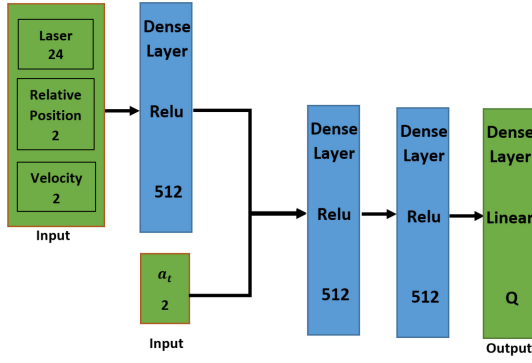 Laser
24
Relative
Position
2
Velocity
2
Input
Dense
Layer
Relu
512
a_t
2
Input
Dense
Layer
Relu
512
Dense
Layer
Relu
512
Dense
Layer
Linear
Q
Output